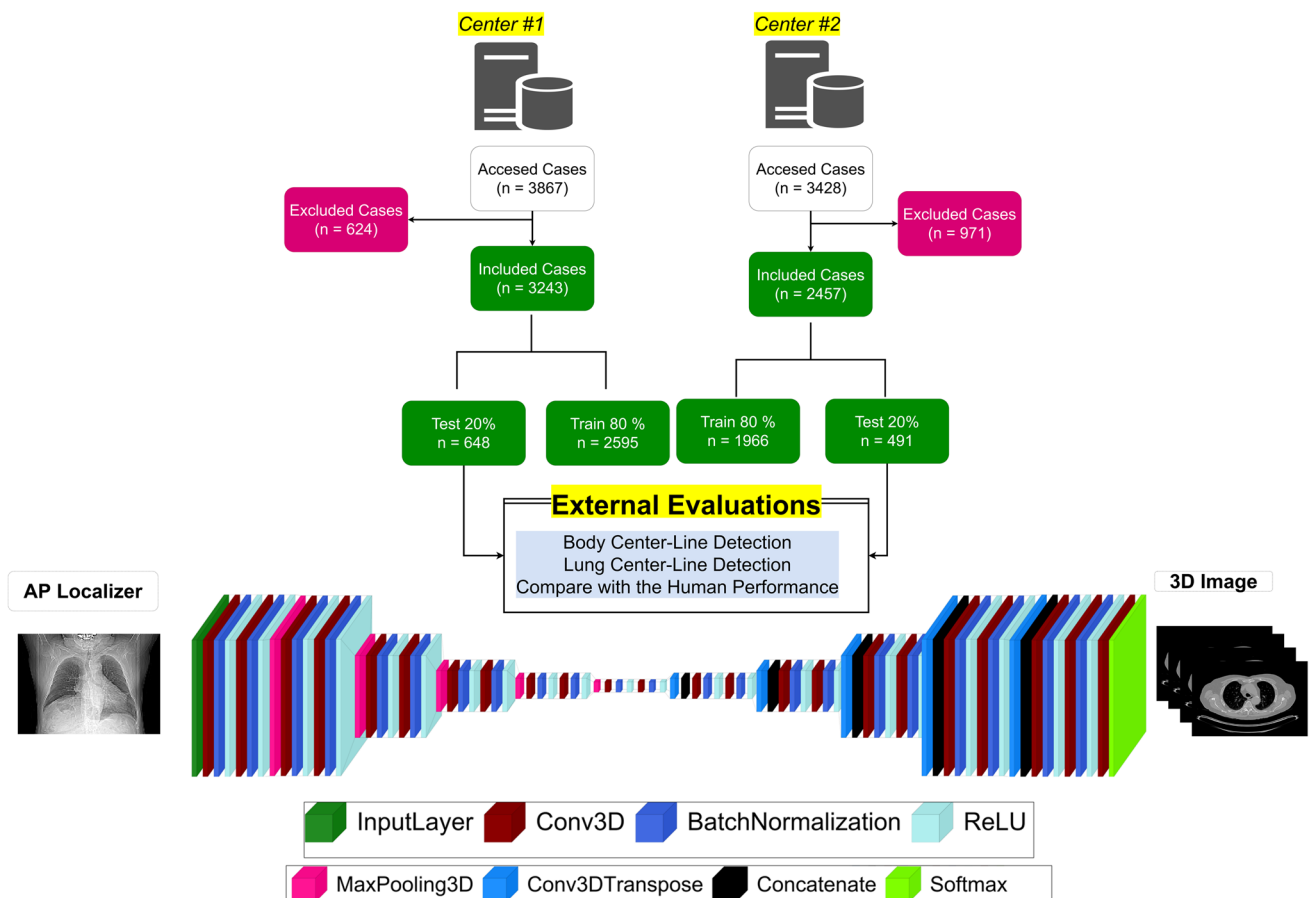 Center #1
Center #2
Accesed Cases
(n = 3867)
Accesed Cases
(n = 3428)
Excluded Cases
(n = 624)
Excluded Cases
(n = 971)
Included Cases
(n = 3243)
Included Cases
(n = 2457)
Test 20%
n = 648
Train 80 %
n = 2595
Train 80 %
n = 1966
Test 20%
n = 491
External Evaluations
Body Center-Line Detection
Lung Center-Line Detection
Compare with the Human Performance
AP Localizer
3D Image
InputLayer
Conv3D
BatchNormalization
ReLU
MaxPooling3D
Conv3DTranspose
Concatenate
Softmax